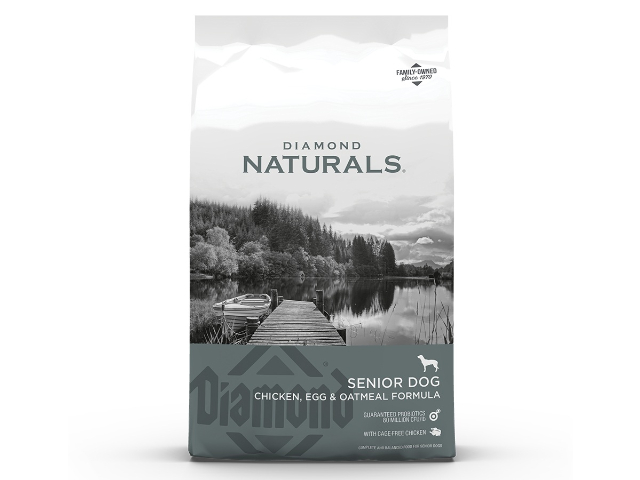 FAMILY-OWNED
since 1970
DIAMOND
NATURALS®
Diamond
®
SENIOR DOG
CHICKEN, EGG & OATMEAL FORMULA
GUARANTEED PROBIOTICS
80 MILLION CFU/lb
WITH CAGE FREE CHICKEN